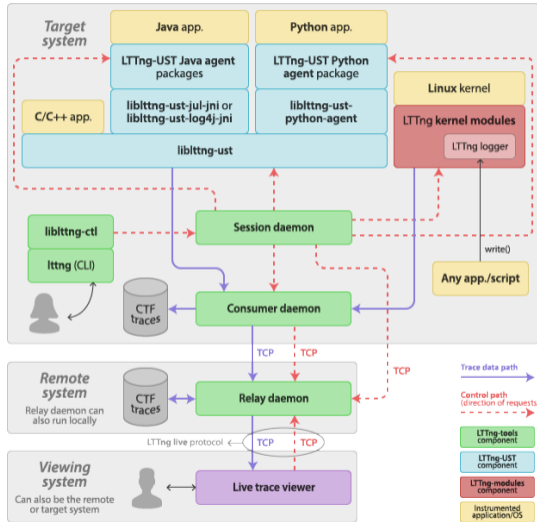 Target
system
Java app.
Python app.
LTTng-UST Java agent
packages
LTTng-UST Python
agent package
Linux kernel
C/C++ app.
liblttng-ust-jul-jni or
liblttng-ust-log4j-jni
liblttng-ust-
python-agent
LTTng kernel modules
LTTng logger
liblttng-ust
liblttng-ctl
lttng (CLI)
Session daemon
write()
Any app./script
CTF
traces
Consumer daemon
TCP
TCP
TCP
Remote
system
Relay daemon can
also run locally
CTF
traces
Relay daemon
LTTng live protocol
TCP
TCP
Viewing
system
Can also be the remote
or target system
Live trace viewer
Trace data path
Control path
(direction of requests)
LTTng-tools
component
LTTng-UST
component
LTTng-modules
component
Instrumented
application/OS